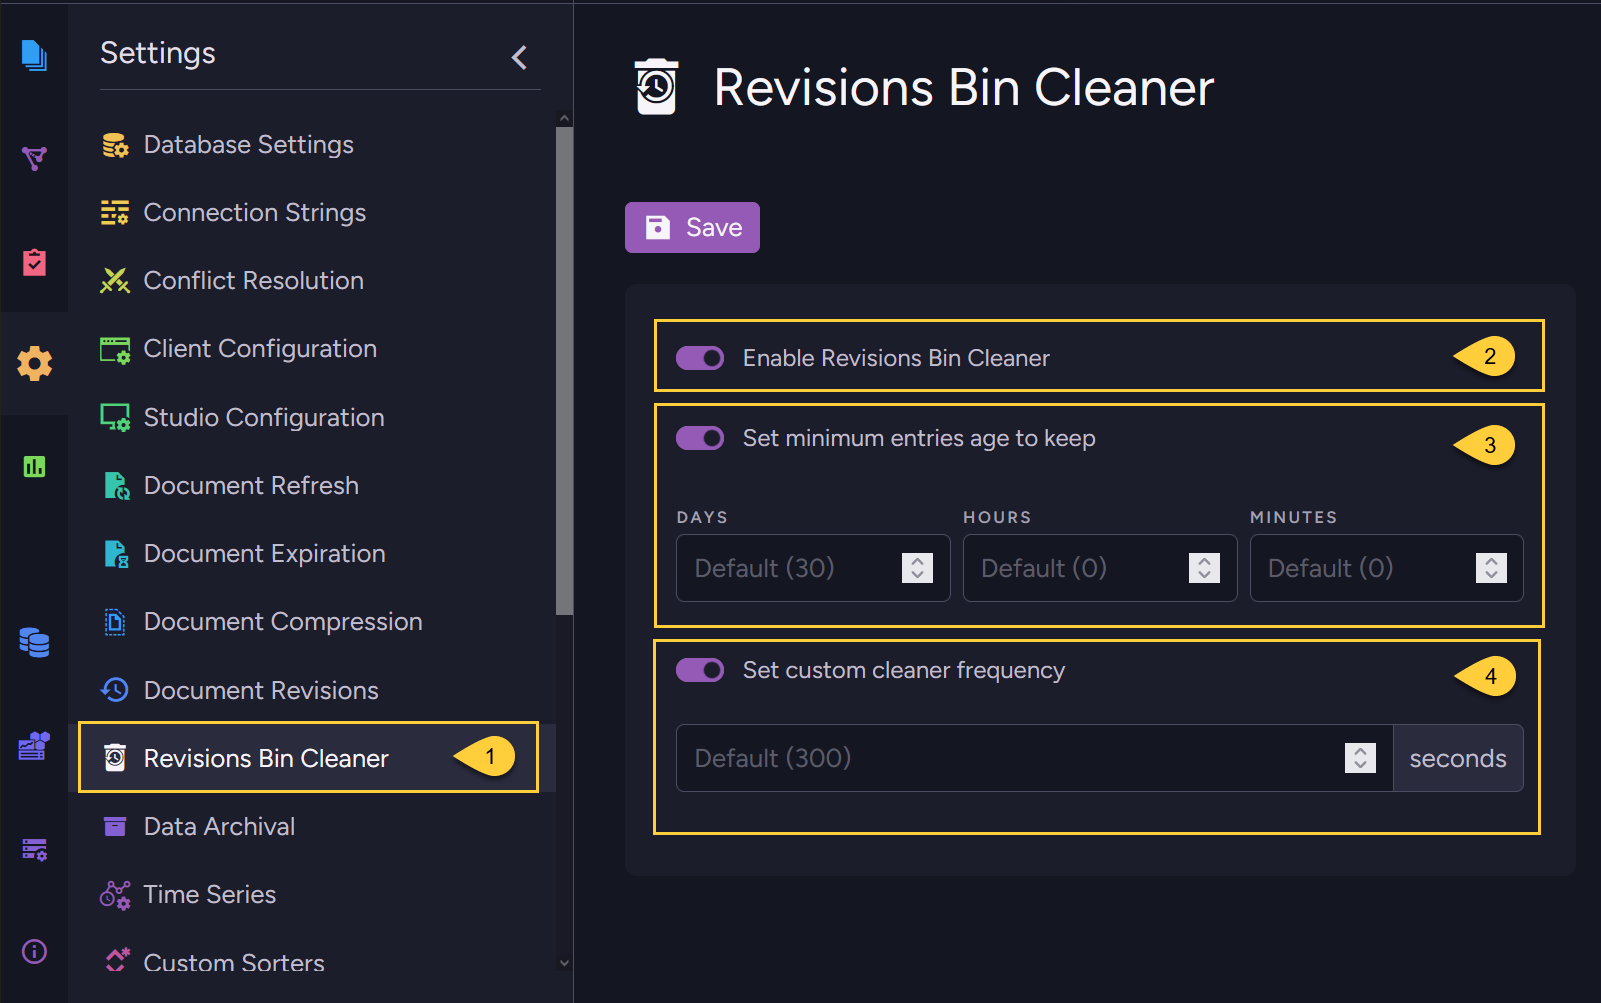 Settings
Database Settings
Connection Strings
Conflict Resolution
Client Configuration
Studio Configuration
Document Refresh
Document Expiration
Document Compression
Document Revisions
Revisions Bin Cleaner
1
Data Archival
Time Series
Custom Sorters
Revisions Bin Cleaner
Save
Enable Revisions Bin Cleaner
2
Set minimum entries age to keep
3
DAYS HOURS MINUTES
Default (30) Default (0) Default (0)
Set custom cleaner frequency
4
Default (300) seconds